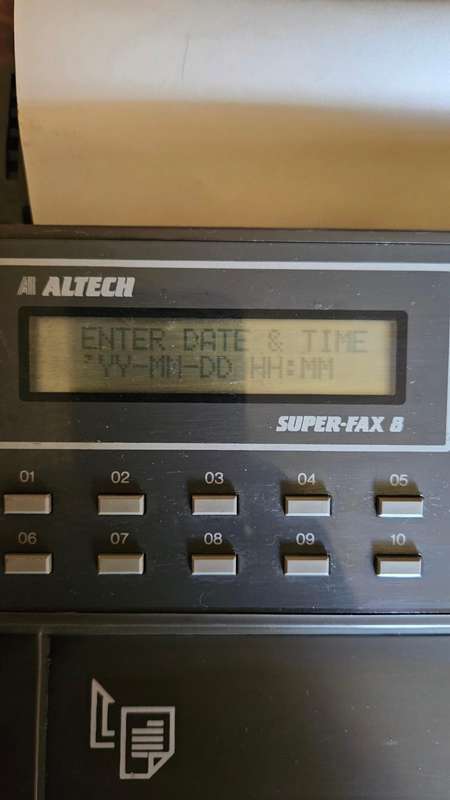 ALTECH
ENTER DATE & TIME
'YY-MM-DD HH:MM
SUPER-FAX 8
01 02 03 04 05
06 07 08 09 10